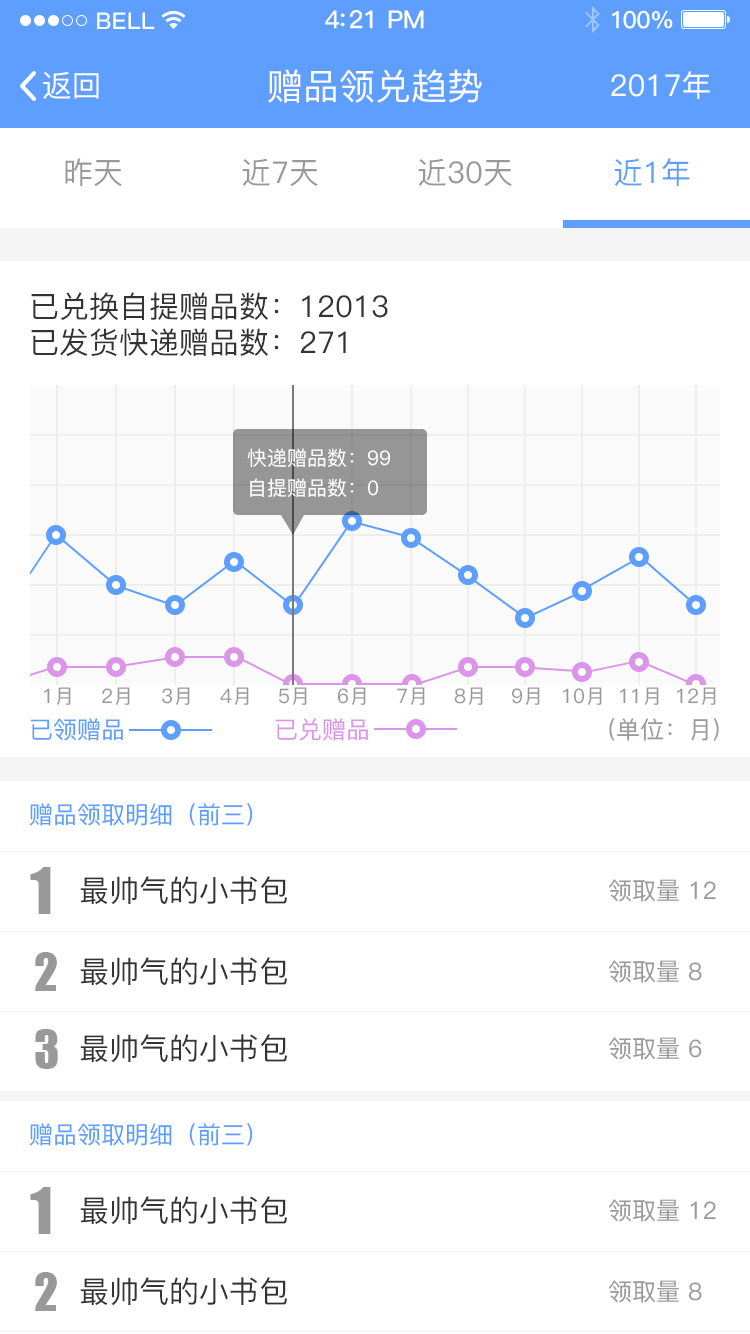 BELL 4:21 PM 100%
返回 赠品领兑趋势 2017年
昨天 近7天 近30天 近1年
已兑换自提赠品数：12013
已发货快递赠品数：271
快递赠品数：99
自提赠品数：0
1月 2月 3月 4月 5月 6月 7月 8月 9月 10月 11月 12月
已领赠品 已兑赠品 (单位：月)
赠品领取明细（前三）
1 最帅气的小书包 领取量 12
2 最帅气的小书包 领取量 8
3 最帅气的小书包 领取量 6
赠品领取明细（前三）
1 最帅气的小书包 领取量 12
2 最帅气的小书包 领取量 8